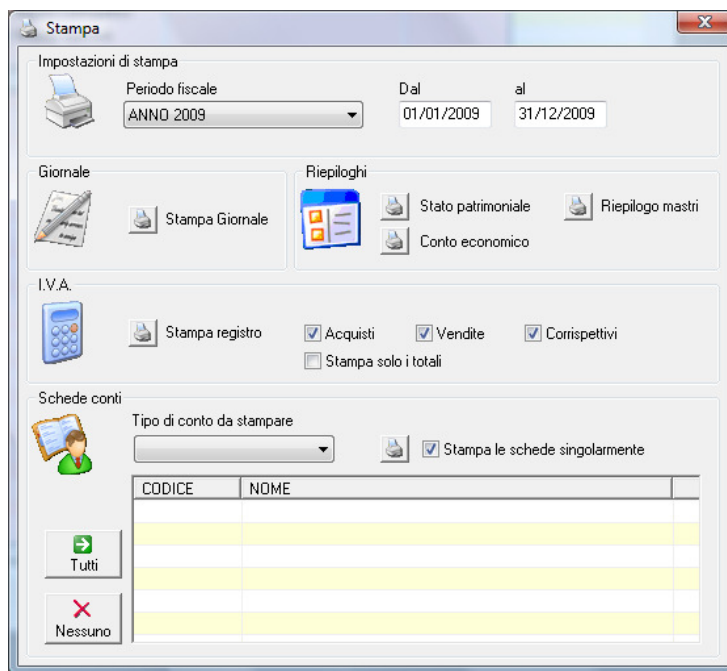 Stampa
Impostazioni di stampa
Periodo fiscale
Dal
al
ANNO 2009
01/01/2009
31/12/2009
Giornale
Stampa Giornale
Riepiloghi
Stato patrimoniale
Riepilogo mastri
Conto economico
I.V.A.
Stampa registro
Acquisti
Vendite
Corrispettivi
Stampa solo i totali
Schede conti
Tipo di conto da stampare
Stampa le schede singolarmente
CODICE
NOME
Tutti
Nessuno